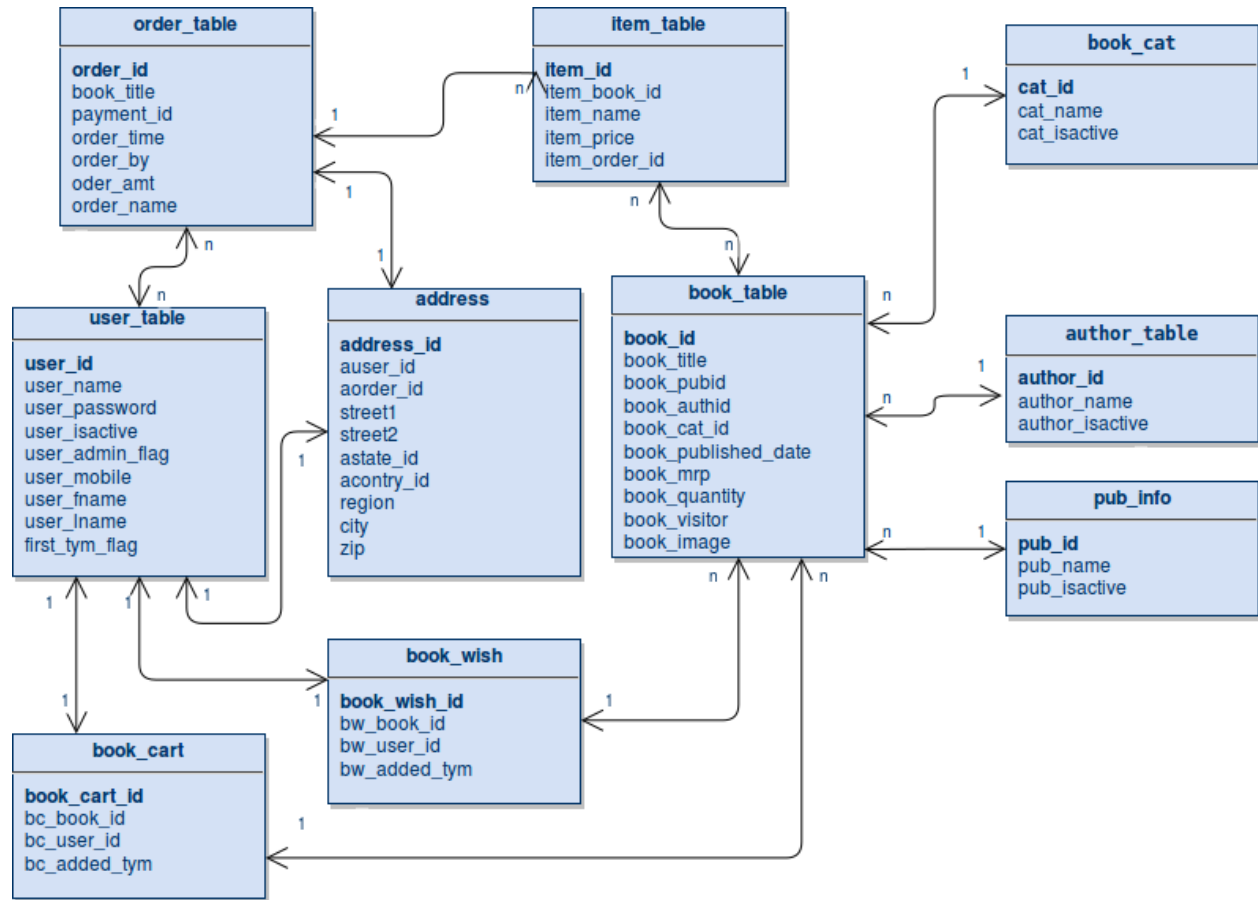 order_table
order_id
book_title
payment_id
order_time
order_by
oder_amt
order_name
item_table
item_id
item_book_id
item_name
item_price
item_order_id
book_cat
cat_id
cat_name
cat_isactive
1
n
1
1
n
n
n
n
1
n
user_table
user_id
user_name
user_password
user_isactive
user_admin_flag
user_mobile
user_fname
user_lname
first_tym_flag
address
address_id
auser_id
aorder_id
street1
street2
astate_id
acontry_id
region
city
zip
1
1
book_table
book_id
book_title
book_pubid
book_authid
book_cat_id
book_published_date
book_mrp
book_quantity
book_visitor
book_image
n
1
author_table
author_id
author_name
author_isactive
n
1
pub_info
pub_id
pub_name
pub_isactive
1
1
1
n
n
1
1
1
book_wish
book_wish_id
bw_book_id
bw_user_id
bw_added_tym
book_cart
book_cart_id
bc_book_id
bc_user_id
bc_added_tym
1